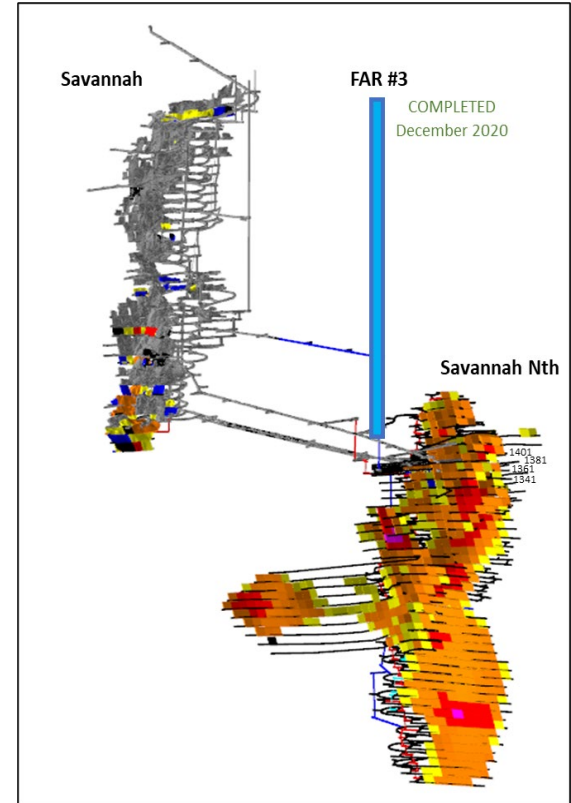 Savannah
FAR #3
COMPLETED
December 2020
Savannah Nth
1401
1381
1361
1341